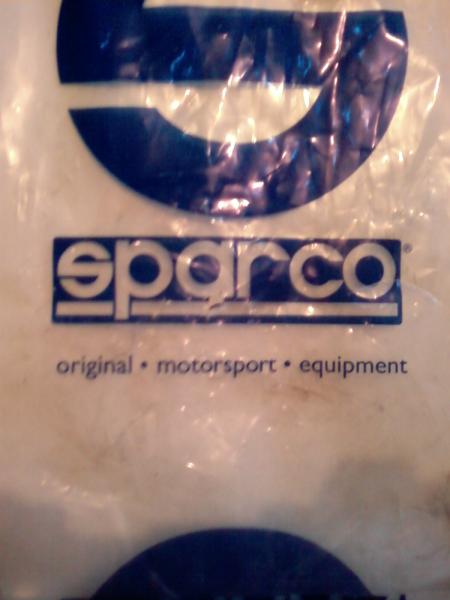 sparco®
original • motorsport • equipment